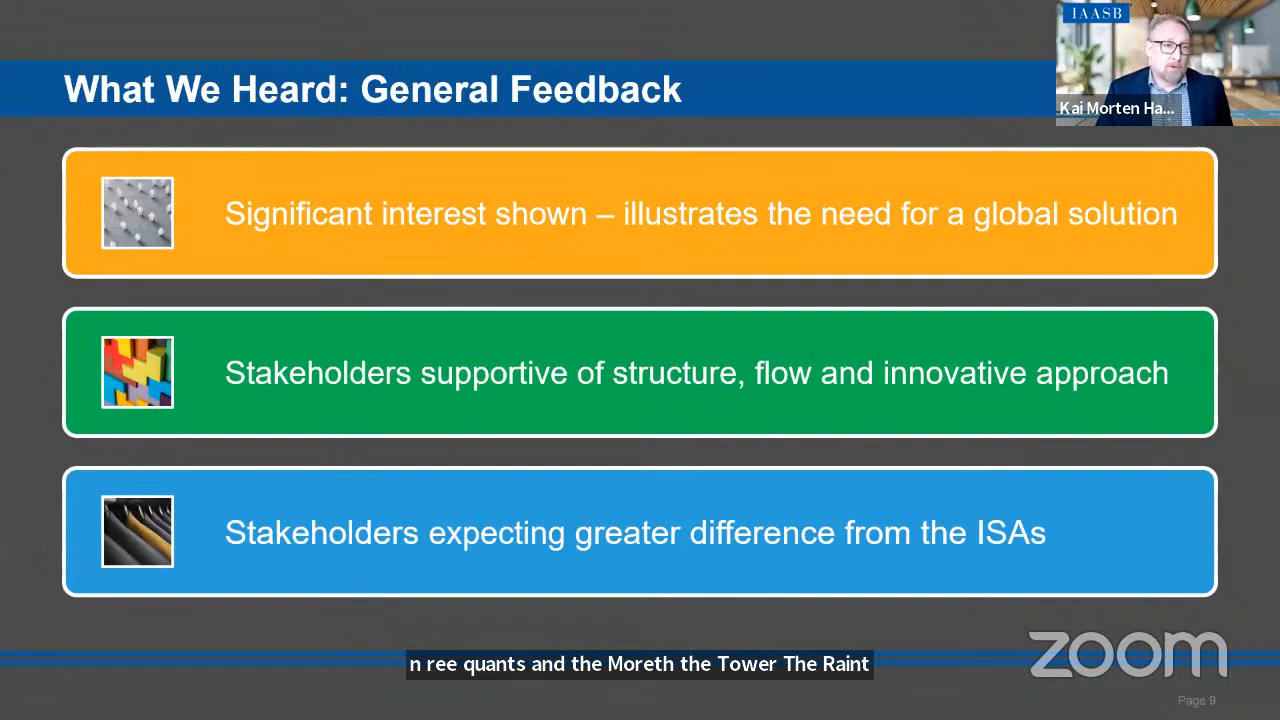 IAASB
What We Heard: General Feedback
Kai Morten Ha...
Significant interest shown – illustrates the need for a global solution
Stakeholders supportive of structure, flow and innovative approach
Stakeholders expecting greater difference from the ISAs
n ree quants and the Moreth the Tower The Raint
zoom
Page 9